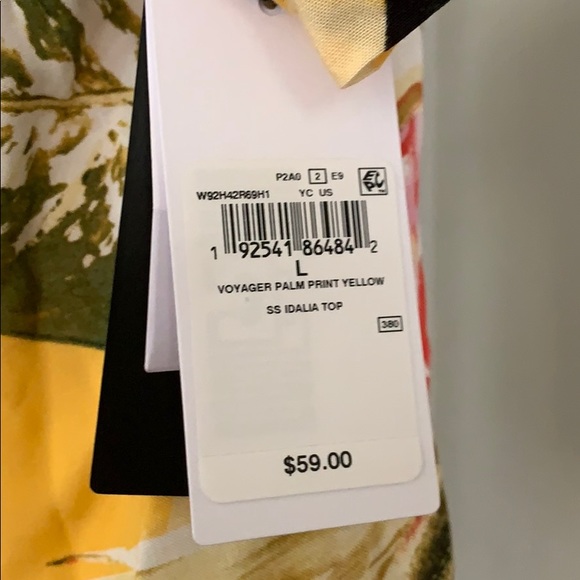 P2A0 2 E9
W92H42R69H1 YC US
EPC
1 92541 86484 2
L
VOYAGER PALM PRINT YELLOW
SS IDALIA TOP
380
$59.00